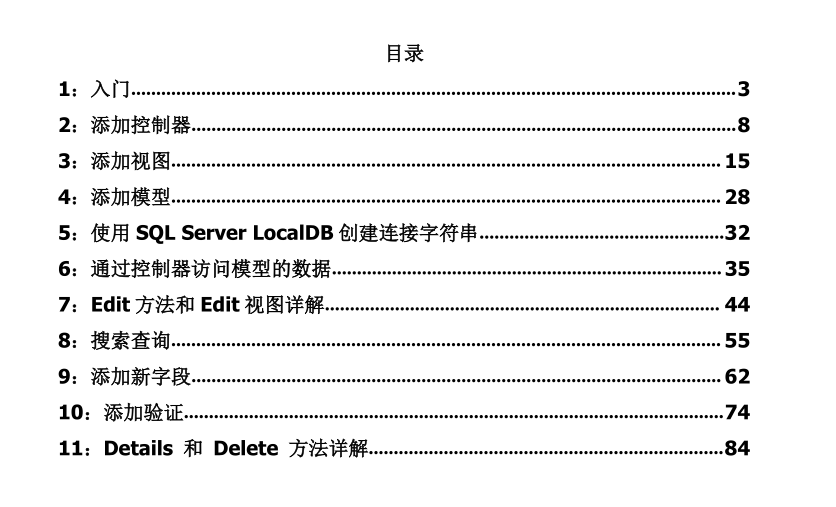 目录
1：入门........................................................................................................................3
2：添加控制器............................................................................................................8
3：添加视图.............................................................................................................. 15
4：添加模型.............................................................................................................. 28
5：使用 SQL Server LocalDB 创建连接字符串.................................................32
6：通过控制器访问模型的数据.............................................................................. 35
7：Edit 方法和 Edit 视图详解............................................................................... 44
8：搜索查询.............................................................................................................. 55
9：添加新字段.......................................................................................................... 62
10：添加验证............................................................................................................74
11：Details 和 Delete 方法详解.......................................................................84